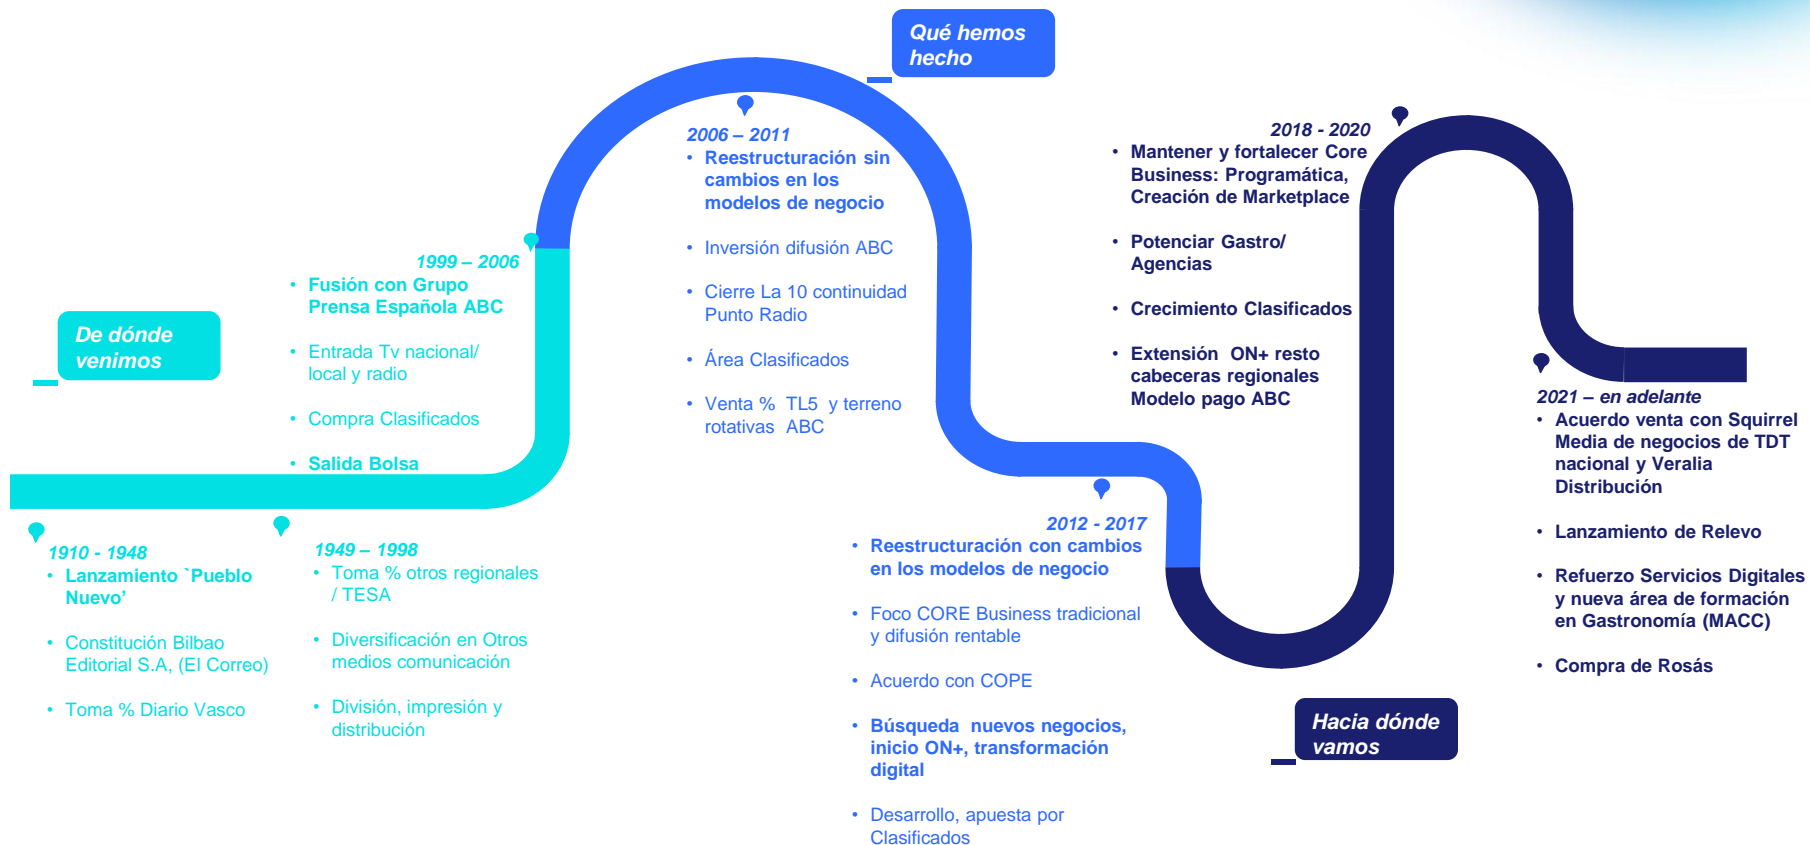 De dónde
venimos
1910 - 1948
• Lanzamiento `Pueblo
Nuevo’
• Constitución Bilbao
Editorial S.A, (El Correo)
• Toma % Diario Vasco
1949 – 1998
• Toma % otros regionales
/ TESA
• Diversificación en Otros
medios comunicación
• División, impresión y
distribución
1999 – 2006
• Fusión con Grupo
Prensa Española ABC
• Entrada Tv nacional/
local y radio
• Compra Clasificados
• Salida Bolsa
Qué hemos
hecho
2006 – 2011
• Reestructuración sin
cambios en los
modelos de negocio
• Inversión difusión ABC
• Cierre La 10 continuidad
Punto Radio
• Área Clasificados
• Venta % TL5 y terreno
rotativas ABC
2012 - 2017
• Reestructuración con cambios
en los modelos de negocio
• Foco CORE Business tradicional
y difusión rentable
• Acuerdo con COPE
• Búsqueda nuevos negocios,
inicio ON+, transformación
digital
• Desarrollo, apuesta por
Clasificados
2018 - 2020
• Mantener y fortalecer Core
Business: Programática,
Creación de Marketplace
• Potenciar Gastro/
Agencias
• Crecimiento Clasificados
• Extensión ON+ resto
cabeceras regionales
Modelo pago ABC
Hacia dónde
vamos
2021 – en adelante
• Acuerdo venta con Squirrel
Media de negocios de TDT
nacional y Veralia
Distribución
• Lanzamiento de Relevo
• Refuerzo Servicios Digitales
y nueva área de formación
en Gastronomía (MACC)
• Compra de Rosás